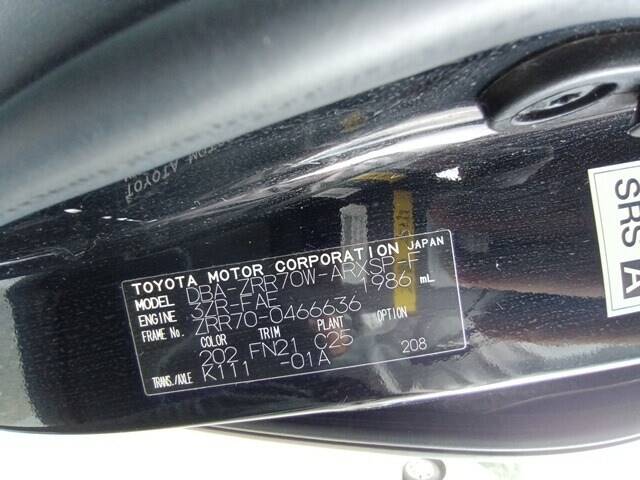 TOYOTA MOTOR CORPORATION JAPAN
MODEL DBA-ZRR70W-ARXSP-F
ENGINE 3ZR-FAE 1986 mL
FRAME No. ZRR70-0466636
COLOR TRIM PLANT OPTION
202 FN21 C25
TRANS./AXLE K111 -01A 208
SRS A